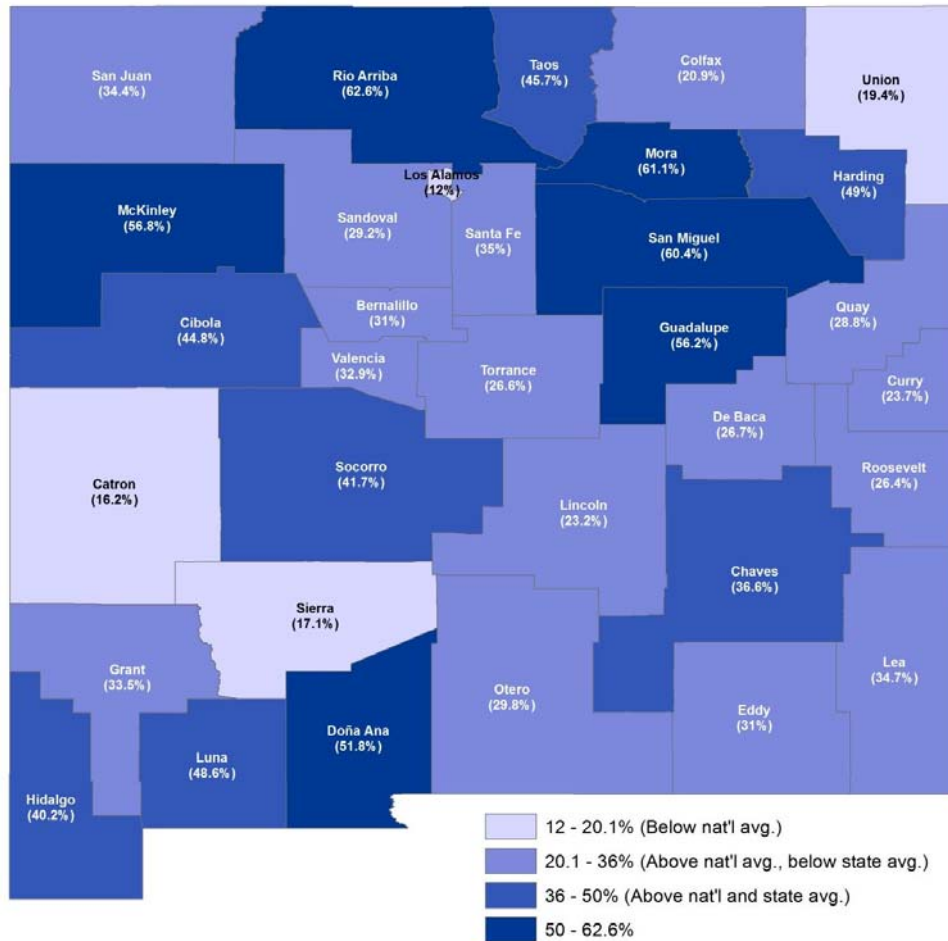 San Juan
(34.4%)
Rio Arriba
(62.6%)
Taos
(45.7%)
Colfax
(20.9%)
Union
(19.4%)
Mora
(61.1%)
Los Alamos
(12%)
Harding
(49%)
McKinley
(56.8%)
Sandoval
(29.2%)
Santa Fe
(35%)
San Miguel
(60.4%)
Cibola
(44.8%)
Bernalillo
(31%)
Quay
(28.8%)
Guadalupe
(56.2%)
Valencia
(32.9%)
Torrance
(26.6%)
Curry
(23.7%)
De Baca
(26.7%)
Catron
(16.2%)
Socorro
(41.7%)
Roosevelt
(26.4%)
Lincoln
(23.2%)
Chaves
(36.6%)
Sierra
(17.1%)
Grant
(33.5%)
Lea
(34.7%)
Otero
(29.8%)
Eddy
(31%)
Doña Ana
(51.8%)
Luna
(48.6%)
Hidalgo
(40.2%)
12 - 20.1% (Below nat'l avg.)
20.1 - 36% (Above nat'l avg., below state avg.)
36 - 50% (Above nat'l and state avg.)
50 - 62.6%